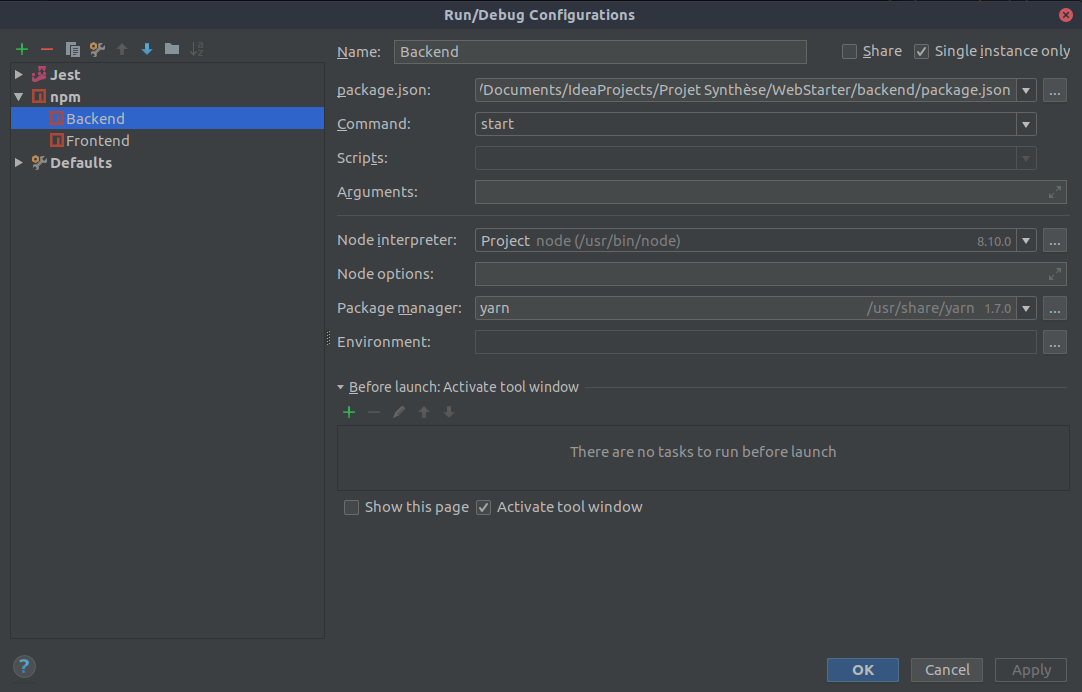 Run/Debug Configurations
Jest
npm
Backend
Frontend
Defaults
Name: Backend Share Single instance only
package.json: /Documents/IdeaProjects/Projet Synthèse/WebStarter/backend/package.json ...
Command: start
Scripts:
Arguments:
Node interpreter: Project node (/usr/bin/node) 8.10.0 ...
Node options:
Package manager: yarn /usr/share/yarn 1.7.0 ...
Environment: ...
Before launch: Activate tool window
There are no tasks to run before launch
Show this page Activate tool window
? OK Cancel Apply